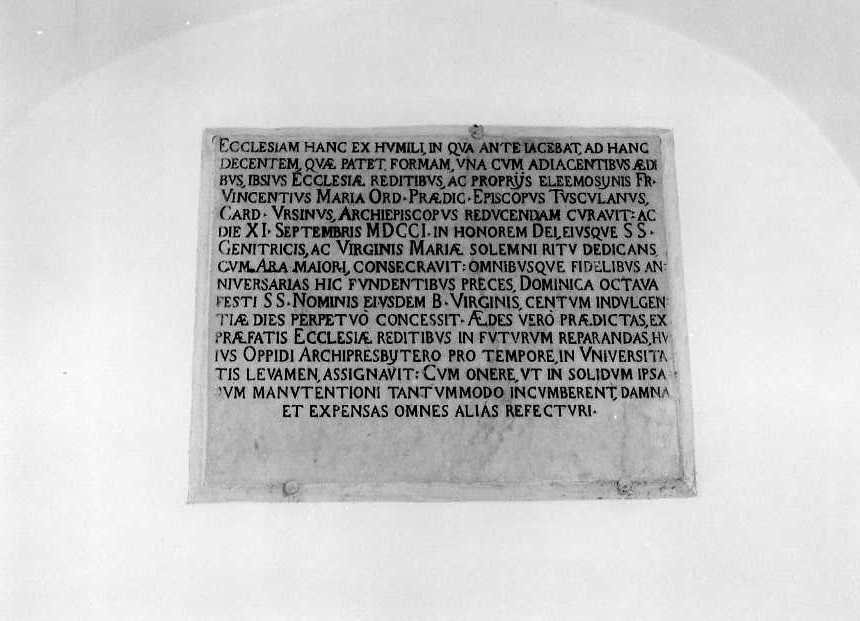 ECCLESIAM HANC EX HVMILI, IN QVA ANTE IACEBAT, AD HANC
DECENTEM, QVÆ PATET FORMAM, VNA CVM ADIACENTIBVS ÆDI
BVS, IBSIVS ECCLESIÆ REDITIBVS, AC PROPRIJS ELEEMOSYNIS FR·
VINCENTIVS MARIA ORD·PRÆDIC·EPISCOPVS TVSCVLANVS,
CARD·VRSINVS, ARCHIEPISCOPVS REDVCENDAM CVRAVIT: AC
DIE XI·SEPTEMBRIS MDCCI·IN HONOREM DEI, EIVSQVE SS·
GENITRICIS, AC VIRGINIS MARIÆ SOLEMNI RITV DEDICANS,
CVM ARA MAIORI, CONSECRAVIT: OMNIBVSQVE FIDELIBVS AN-
NIVERSARIAS HIC FVNDENTIBVS PRECES, DOMINICA OCTAVA
FESTI SS·NOMINIS EIVSDEM B·VIRGINIS, CENTVM INDVLGEN
TIÆ DIES PERPETVÒ CONCESSIT·ÆDES VERÒ PRÆDICTAS, EX
PRÆFATIS ECCLESIÆ REDITIBVS IN FVTVRVM REPARANDAS, HV
IVS OPPIDI ARCHIPRESBYTERO PRO TEMPORE, IN VNIVERSITA
TIS LEVAMEN, ASSIGNAVIT: CVM ONERE, VT IN SOLIDVM IPSA
RVM MANVTENTIONI TANTVMMODO INCVMBERENT, DAMNA
ET EXPENSAS OMNES ALIAS REFECTVRI·